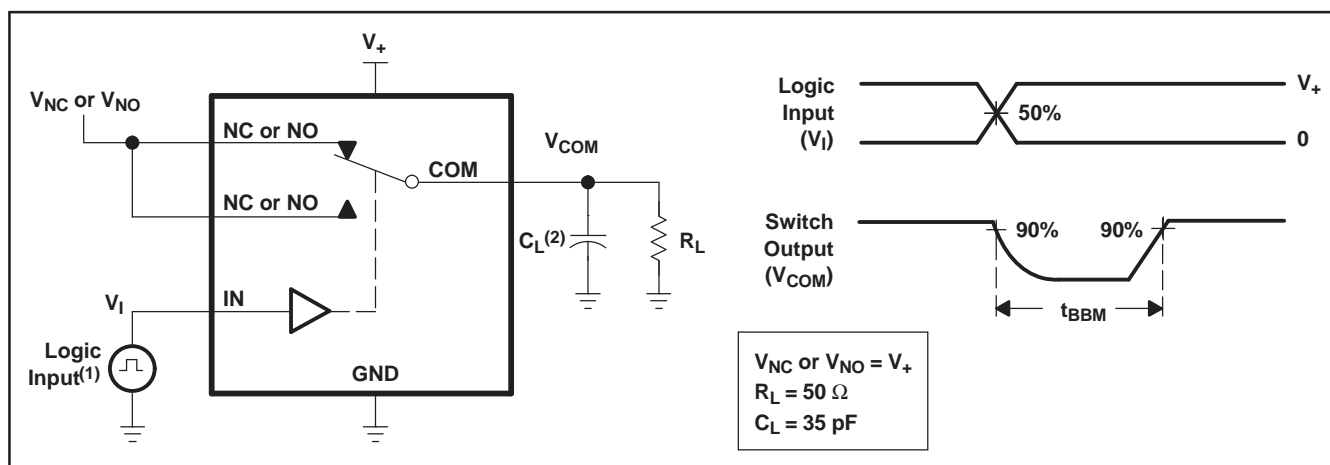 V+
VNC or VNO
NC or NO
VCOM
COM
NC or NO
CL(2)
RL
VI
IN
Logic
Input(1)
GND
Logic
Input
(VI)
V+
50%
0
Switch
Output
(VCOM)
90%
90%
tBBM
VNC or VNO = V+
RL = 50 Ω
CL = 35 pF